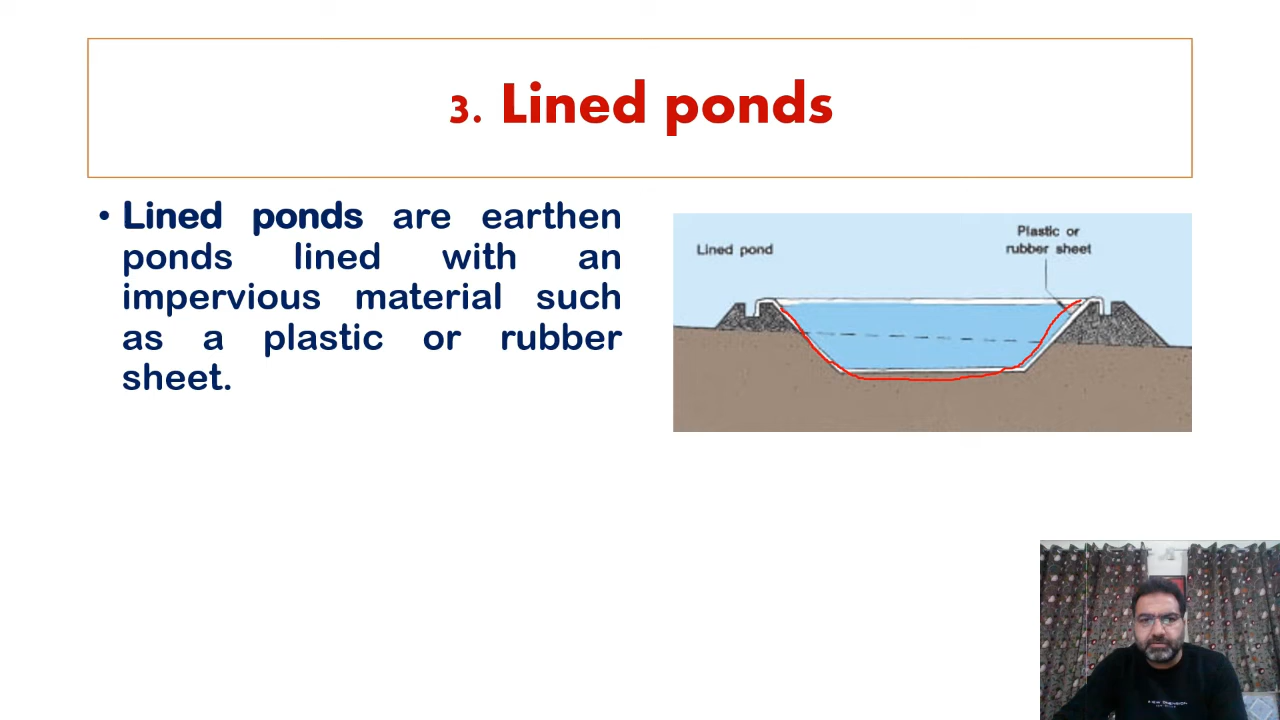 3. Lined ponds
• Lined ponds are earthen
ponds lined with an
impervious material such
as a plastic or rubber
sheet.
Lined pond
Plastic or
rubber sheet